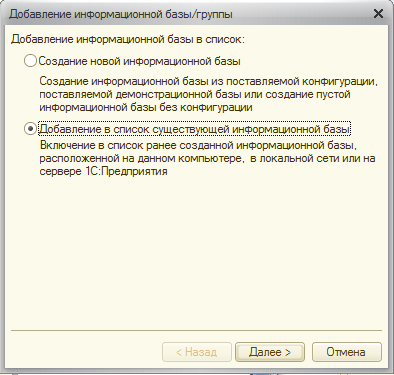 Добавление информационной базы/группы
Добавление информационной базы в список:
Создание новой информационной базы
Создание информационной базы из поставляемой конфигурации,
поставляемой демонстрационной базы или создание пустой
информационной базы без конфигурации
Добавление в список существующей информационной базы
Включение в список ранее созданной информационной базы,
расположенной на данном компьютере, в локальной сети или на
сервере 1С:Предприятия
< Назад Далее > Отмена